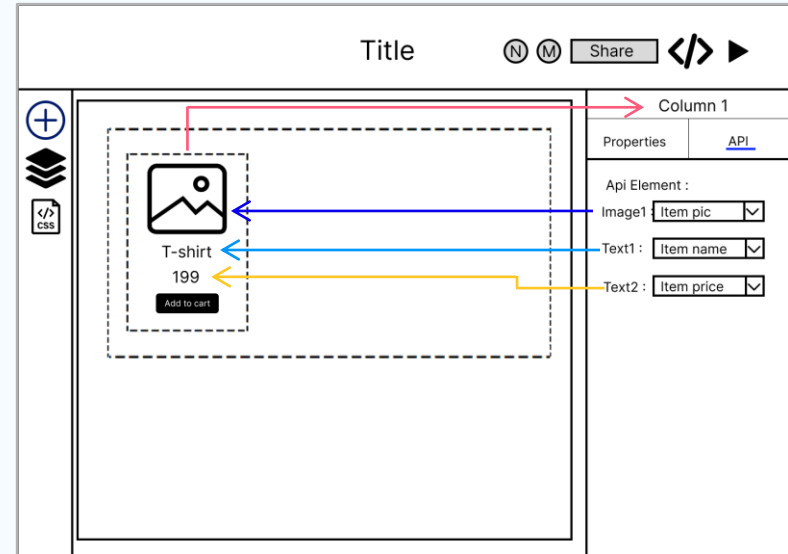 Title
N M Share </>
Column 1
Properties API
</>
CSS
Api Element :
Image1 : Item pic
Text1 : Item name
Text2 : Item price
T-shirt
199
Add to cart